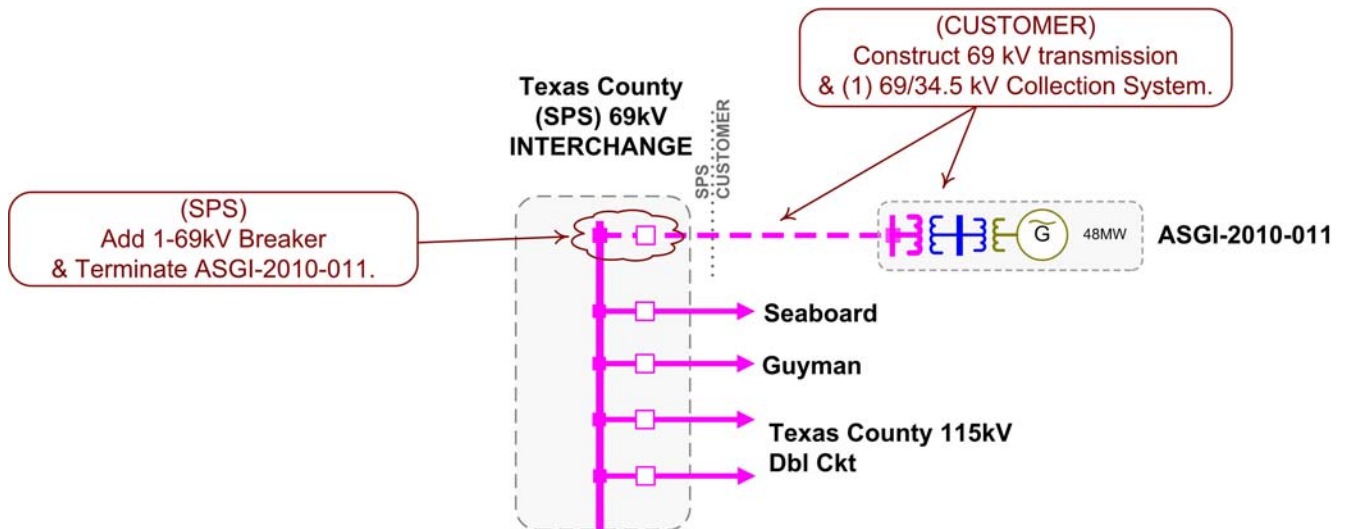 (CUSTOMER)
Construct 69 kV transmission
& (1) 69/34.5 kV Collection System.
Texas County
(SPS) 69kV
INTERCHANGE
SPS
CUSTOMER
(SPS)
Add 1-69kV Breaker
& Terminate ASGI-2010-011.
G
48MW
ASGI-2010-011
Seaboard
Guyman
Texas County 115kV
Dbl Ckt